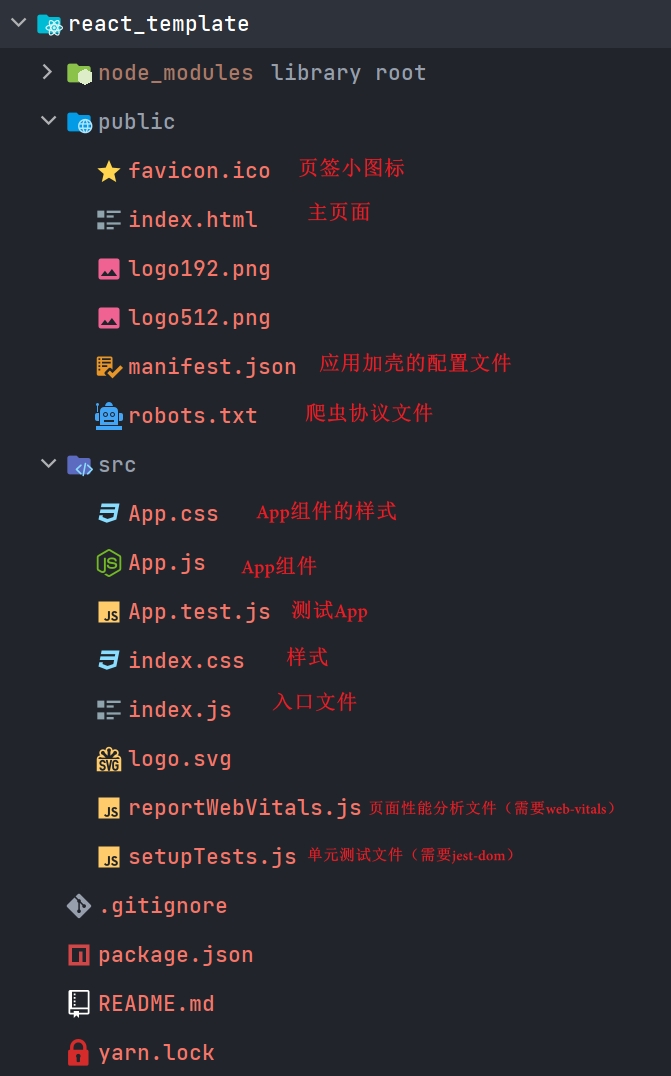 react_template
node_modules library root
public
favicon.ico 页签小图标
index.html 主页面
logo192.png
logo512.png
manifest.json 应用加壳的配置文件
robots.txt 爬虫协议文件
src
App.css App组件的样式
App.js App组件
App.test.js 测试App
index.css 样式
index.js 入口文件
logo.svg
reportWebVitals.js 页面性能分析文件（需要web-vitals）
setupTests.js 单元测试文件（需要jest-dom）
.gitignore
package.json
README.md
yarn.lock